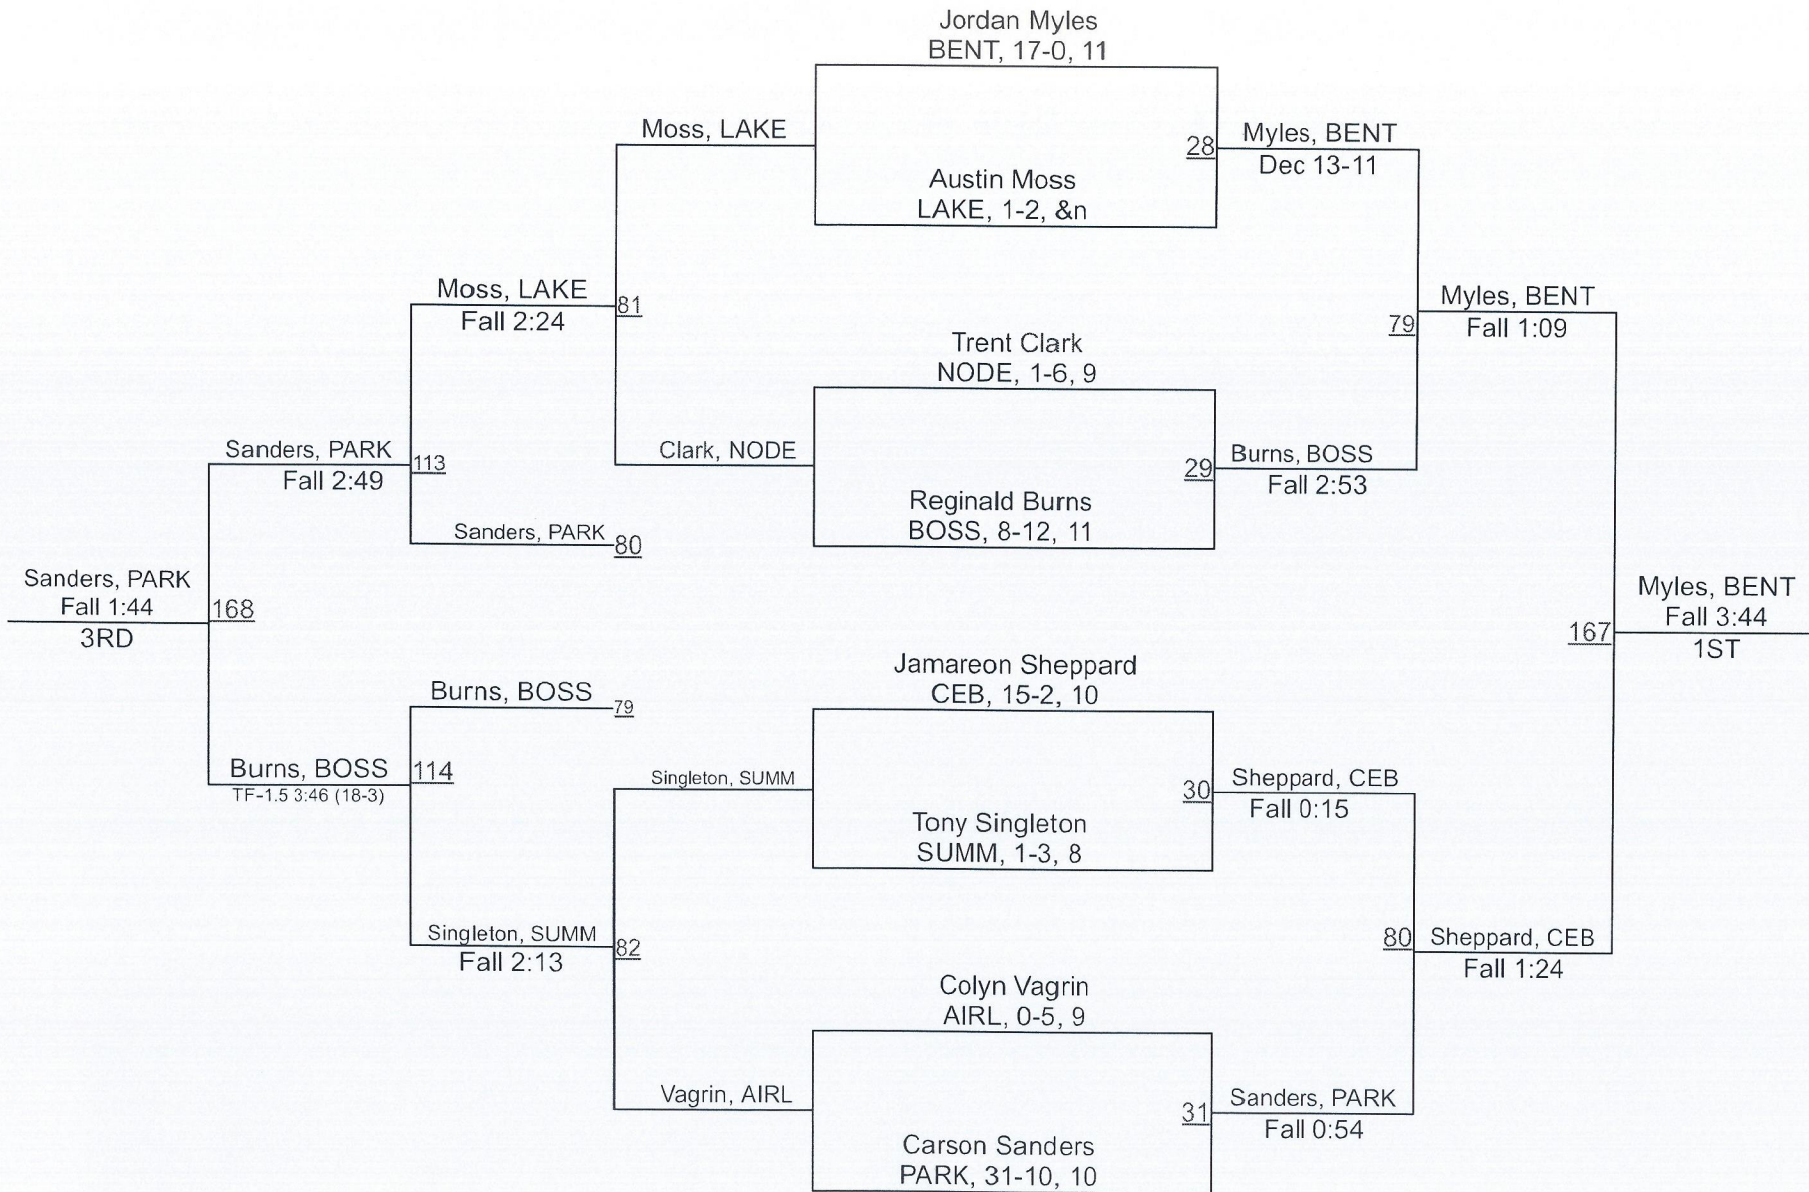 Jordan Myles
BENT, 17-0, 11
Moss, LAKE
28
Myles, BENT
Dec 13-11
Austin Moss
LAKE, 1-2, &n
Moss, LAKE
Fall 2:24
81
Myles, BENT
Fall 1:09
79
Trent Clark
NODE, 1-6, 9
Sanders, PARK
Fall 2:49
113
Clark, NODE
29
Burns, BOSS
Fall 2:53
Reginald Burns
BOSS, 8-12, 11
Sanders, PARK
80
Sanders, PARK
Fall 1:44
3RD
168
167
Myles, BENT
Fall 3:44
1ST
Jamareon Sheppard
CEB, 15-2, 10
Burns, BOSS
79
Burns, BOSS
TF-1.5 3:46 (18-3)
114
Singleton, SUMM
30
Sheppard, CEB
Fall 0:15
Tony Singleton
SUMM, 1-3, 8
Singleton, SUMM
Fall 2:13
82
80
Sheppard, CEB
Fall 1:24
Colyn Vagrin
AIRL, 0-5, 9
Vagrin, AIRL
31
Sanders, PARK
Fall 0:54
Carson Sanders
PARK, 31-10, 10